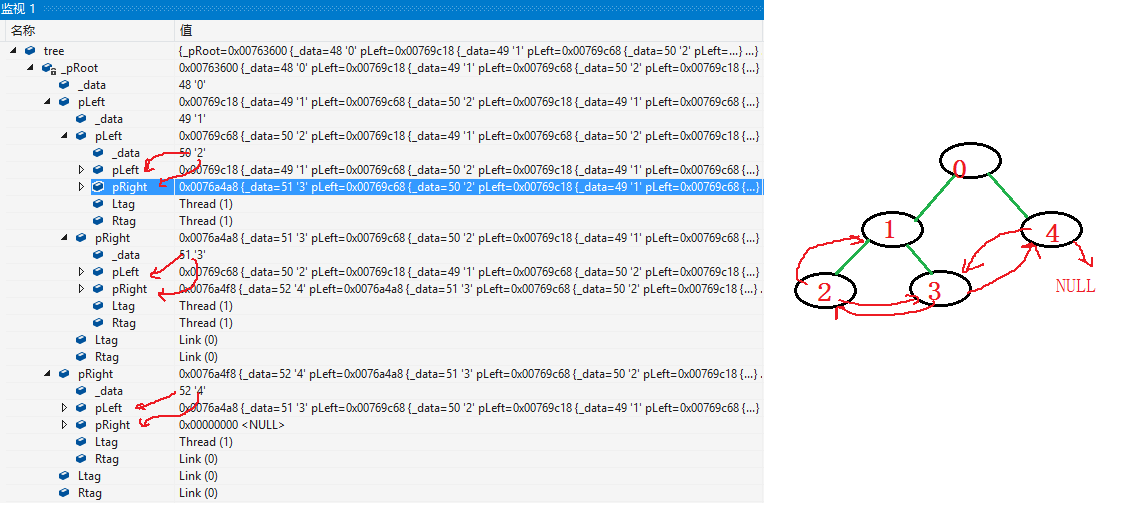 监视 1
名称 值
tree {_pRoot=0x00763600 {_data=48 '0' pLeft=0x00769c18 {_data=49 '1' pLeft=0x00769c68 {_data=50 '2' pLeft=...} ...}
_pRoot 0x00763600 {_data=48 '0' pLeft=0x00769c18 {_data=49 '1' pLeft=0x00769c68 {_data=50 '2' pLeft=0x00769c18 {...}
_data 48 '0'
pLeft 0x00769c18 {_data=49 '1' pLeft=0x00769c68 {_data=50 '2' pLeft=0x00769c18 {_data=49 '1' pLeft=0x00769c68 {...}
_data 49 '1'
pLeft 0x00769c68 {_data=50 '2' pLeft=0x00769c18 {_data=49 '1' pLeft=0x00769c68 {_data=50 '2' pLeft=0x00769c18 {...}
_data 50 '2'
pLeft 0x00769c18 {_data=49 '1' pLeft=0x00769c68 {_data=50 '2' pLeft=0x00769c18 {_data=49 '1' pLeft=0x00769c68 {...}
pRight 0x0076a4a8 {_data=51 '3' pLeft=0x00769c68 {_data=50 '2' pLeft=0x00769c18 {_data=49 '1' pLeft=0x00769c68 {...}
Ltag Thread (1)
Rtag Thread (1)
pRight 0x0076a4a8 {_data=51 '3' pLeft=0x00769c68 {_data=50 '2' pLeft=0x00769c18 {_data=49 '1' pLeft=0x00769c68 {...}
_data 51 '3'
pLeft 0x00769c68 {_data=50 '2' pLeft=0x00769c18 {_data=49 '1' pLeft=0x00769c68 {_data=50 '2' pLeft=0x00769c18 {...}
pRight 0x0076a4f8 {_data=52 '4' pLeft=0x0076a4a8 {_data=51 '3' pLeft=0x00769c68 {_data=50 '2' pLeft=0x00769c18 {...} .
Ltag Thread (1)
Rtag Thread (1)
Ltag Link (0)
Rtag Link (0)
pRight 0x0076a4f8 {_data=52 '4' pLeft=0x0076a4a8 {_data=51 '3' pLeft=0x00769c68 {_data=50 '2' pLeft=0x00769c18 {...} .
_data 52 '4'
pLeft 0x0076a4a8 {_data=51 '3' pLeft=0x00769c68 {_data=50 '2' pLeft=0x00769c18 {_data=49 '1' pLeft=0x00769c68 {...}
pRight 0x00000000 <NULL>
Ltag Thread (1)
Rtag Link (0)
Ltag Link (0)
Rtag Link (0)
0
1 4
2 3 NULL